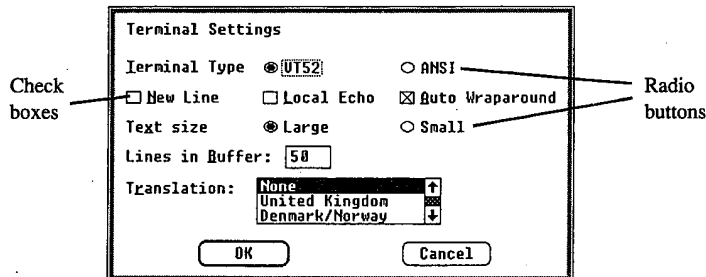 Terminal Settings
Terminal Type VT52 ANSI
Check boxes
New Line Local Echo Auto Wraparound
Radio buttons
Text size Large Small
Lines in Buffer: 50
Translation: None
United Kingdom
Denmark/Norway
OK Cancel